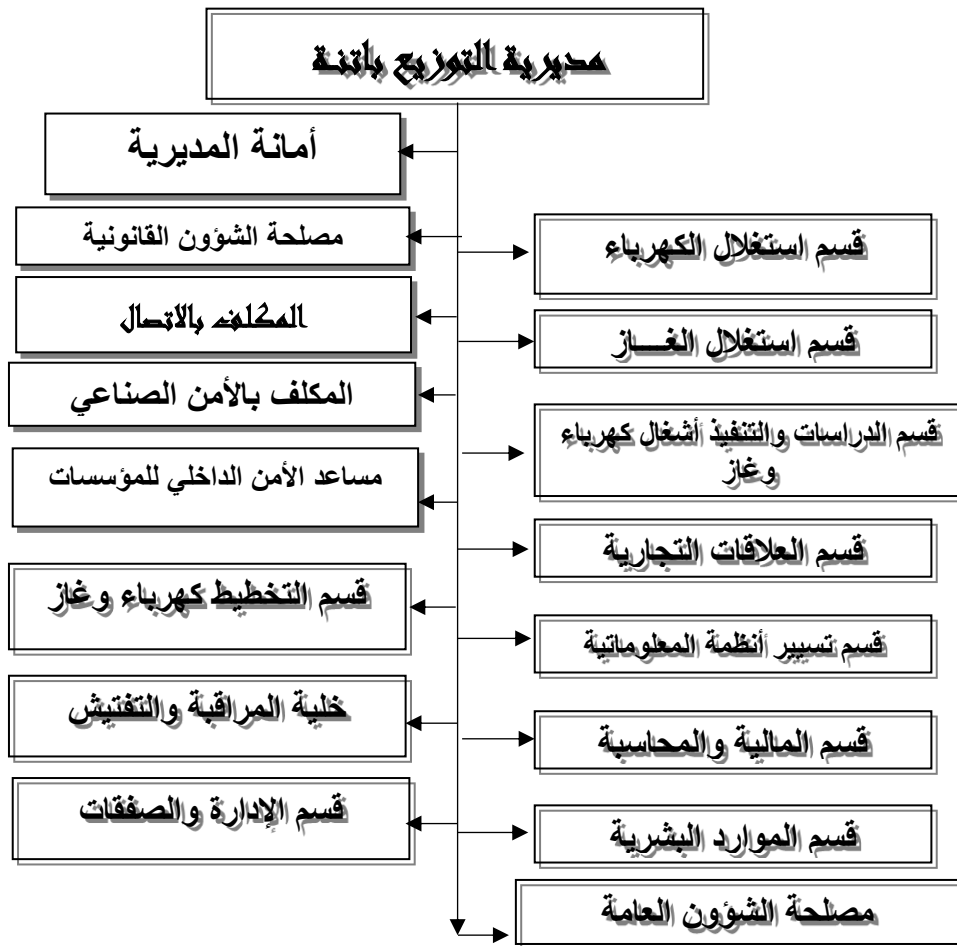 مديرية التوزيع باتنة
أمانة المديرية
مصلحة الشؤون القانونية
المكلف بالاتصال
المكلف بالأمن الصناعي
مساعد الأمن الداخلي للمؤسسات
قسم التخطيط كهرباء وغاز
خلية المراقبة والتفتيش
قسم الإدارة والصفقات
قسم استغلال الكهرباء
قسم استغلال الغـــاز
قسم الدراسات والتنفيذ أشغال كهرباء
وغاز
قسم العلاقات التجارية
قسم تسيير أنظمة المعلوماتية
قسم المالية والمحاسبة
قسم الموارد البشرية
مصلحة الشؤون العامة